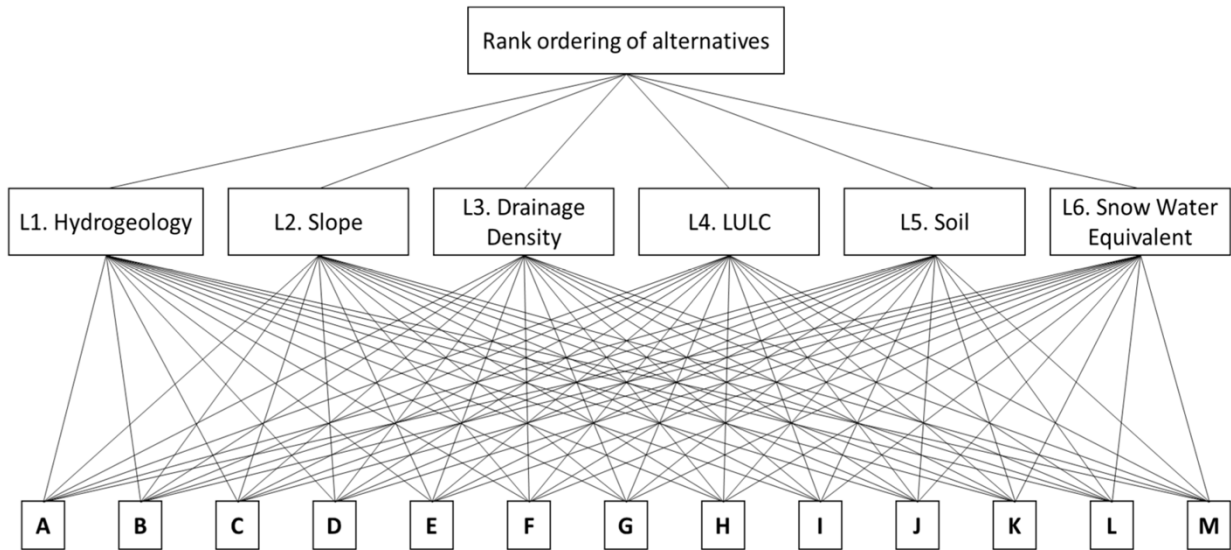 Rank ordering of alternatives
L1. Hydrogeology
L2. Slope
L3. Drainage
Density
L4. LULC
L5. Soil
L6. Snow Water
Equivalent
A
B
C
D
E
F
G
H
I
J
K
L
M